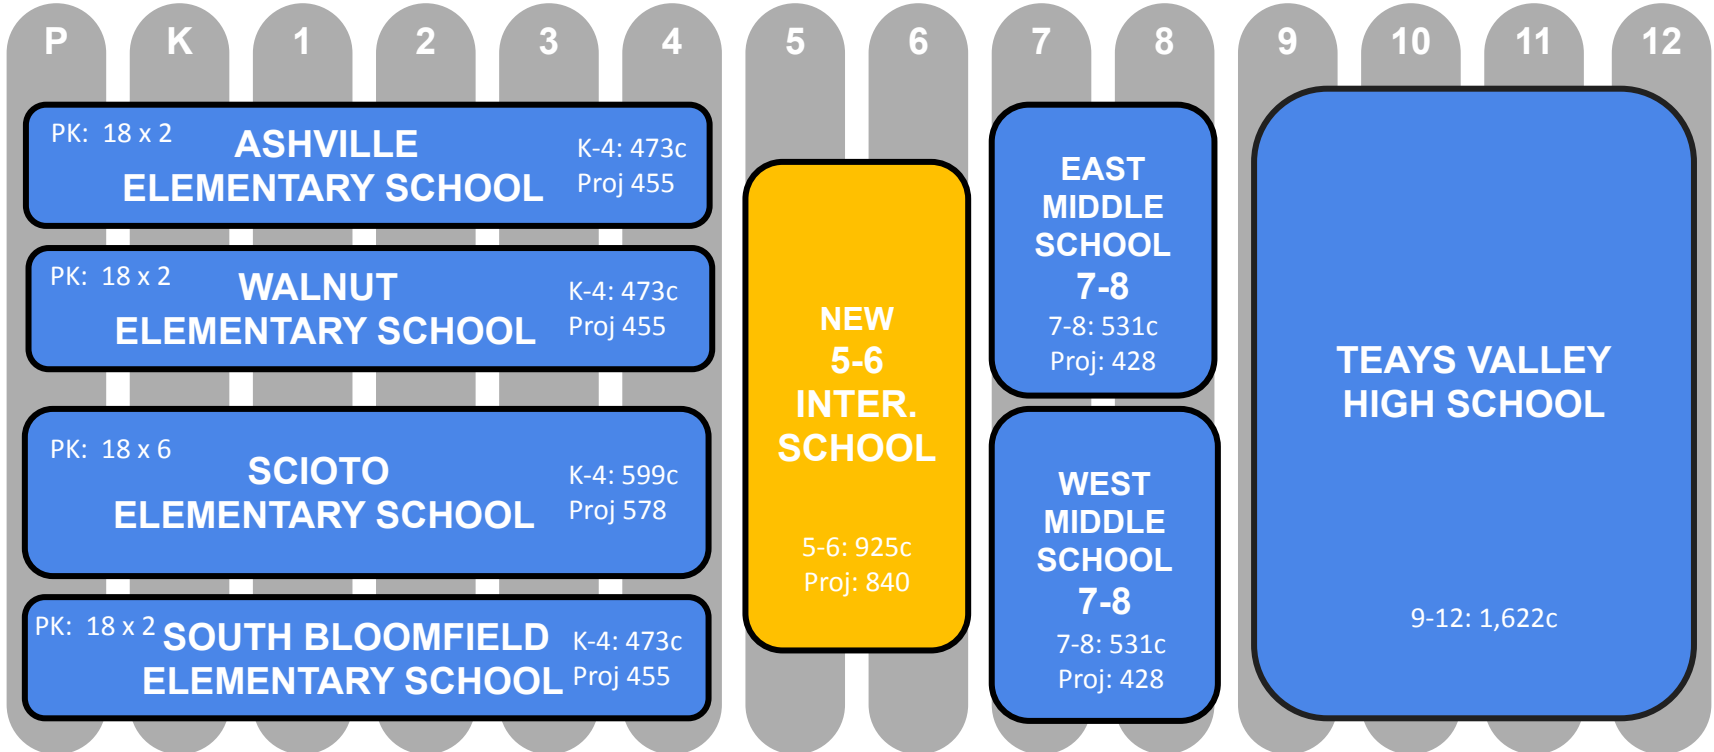 P K 1 2 3 4 5 6 7 8 9 10 11 12
PK: 18 x 2
ASHVILLE
ELEMENTARY SCHOOL
K-4: 473c
Proj 455
PK: 18 x 2
WALNUT
ELEMENTARY SCHOOL
K-4: 473c
Proj 455
PK: 18 x 6
SCIOTO
ELEMENTARY SCHOOL
K-4: 599c
Proj 578
PK: 18 x 2
SOUTH BLOOMFIELD
ELEMENTARY SCHOOL
K-4: 473c
Proj 455
NEW
5-6
INTER.
SCHOOL
5-6: 925c
Proj: 840
EAST
MIDDLE
SCHOOL
7-8
7-8: 531c
Proj: 428
WEST
MIDDLE
SCHOOL
7-8
7-8: 531c
Proj: 428
TEAYS VALLEY
HIGH SCHOOL
9-12: 1,622c